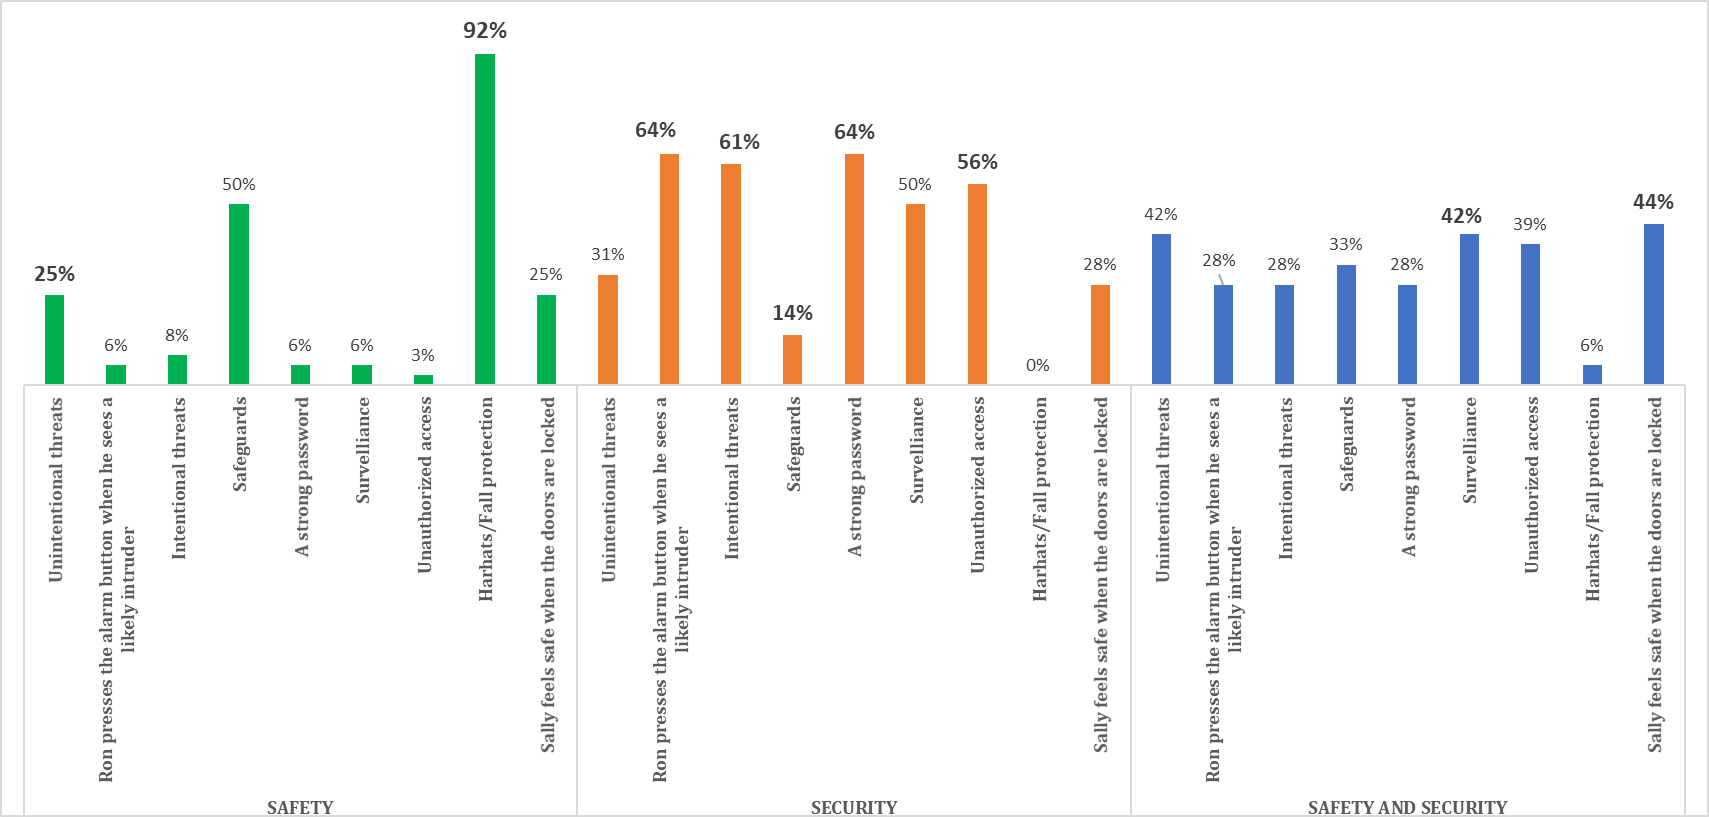 92%
64%
61%
64%
56%
50%
50%
44%
42%
42%
39%
31%
33%
25%
25%
28%
28%
28%
28%
14%
6%
8%
6%
6%
3%
0%
6%
Unintentional threats
Ron presses the alarm button when he sees a
likely intruder
Intentional threats
Safeguards
A strong password
Survelliance
Unauthorized access
Harhats/Fall protection
Sally feels safe when the doors are locked
Unintentional threats
Ron presses the alarm button when he sees a
likely intruder
Intentional threats
Safeguards
A strong password
Survelliance
Unauthorized access
Harhats/Fall protection
Sally feels safe when the doors are locked
Unintentional threats
Ron presses the alarm button when he sees a
likely intruder
Intentional threats
Safeguards
A strong password
Survelliance
Unauthorized access
Harhats/Fall protection
Sally feels safe when the doors are locked
SAFETY
SECURITY
SAFETY AND SECURITY